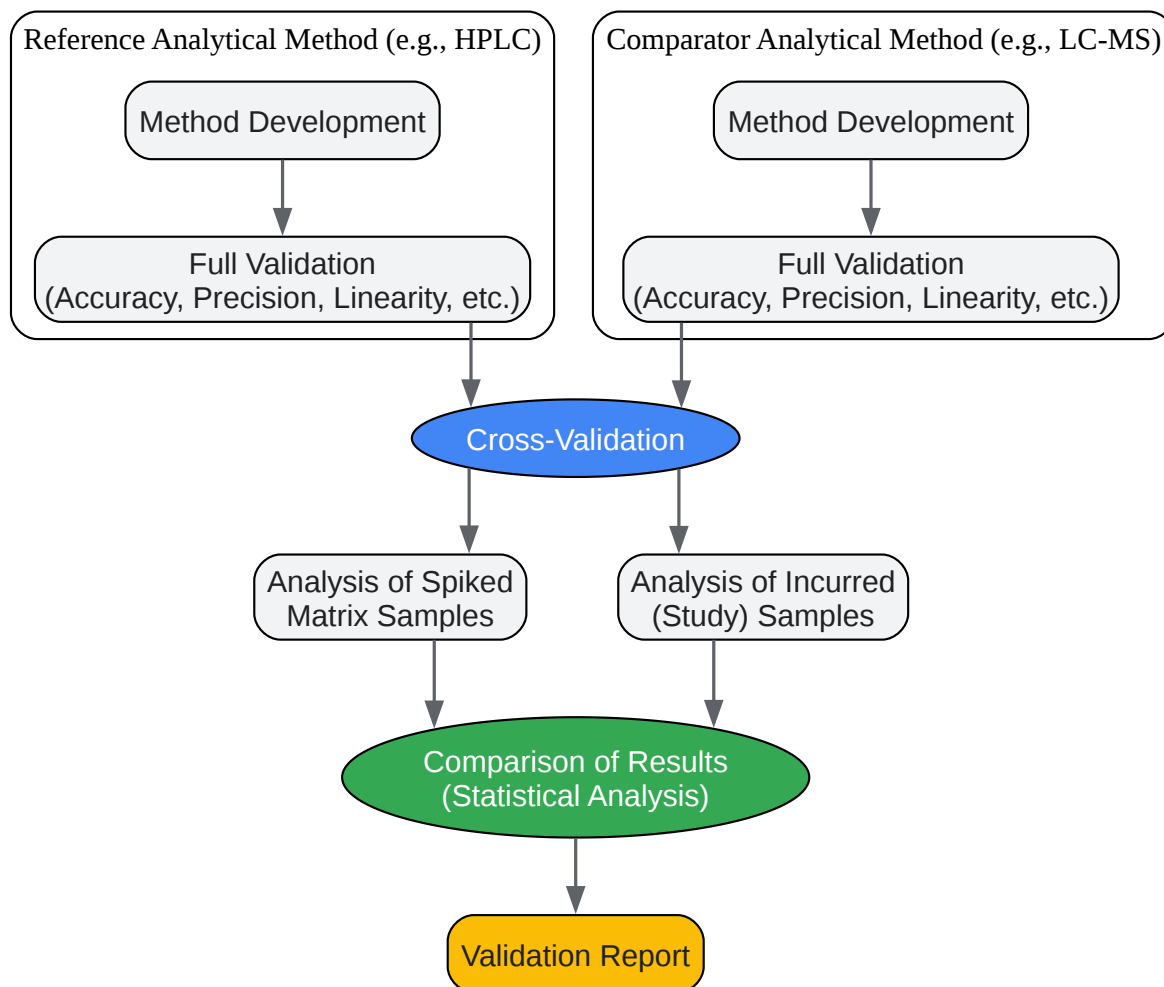 Reference Analytical Method (e.g., HPLC)
Method Development
Full Validation
(Accuracy, Precision, Linearity, etc.)
Comparator Analytical Method (e.g., LC-MS)
Method Development
Full Validation
(Accuracy, Precision, Linearity, etc.)
Cross-Validation
Analysis of Spiked
Matrix Samples
Analysis of Incurred
(Study) Samples
Comparison of Results
(Statistical Analysis)
Validation Report